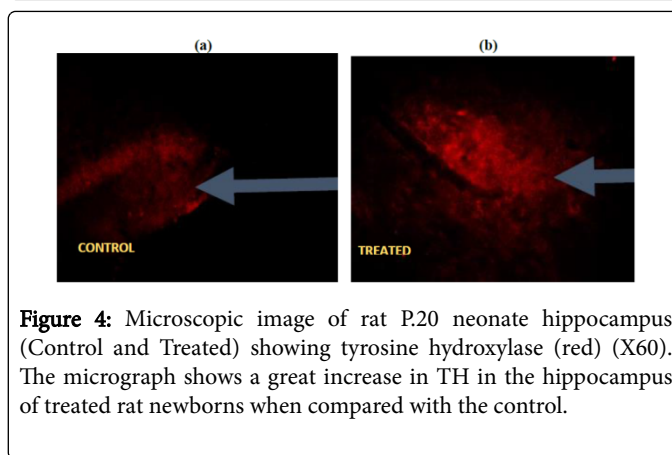 (a) (b)
CONTROL TREATED
Figure 4: Microscopic image of rat P.20 neonate hippocampus
(Control and Treated) showing tyrosine hydroxylase (red) (X60).
The micrograph shows a great increase in TH in the hippocampus
of treated rat newborns when compared with the control.